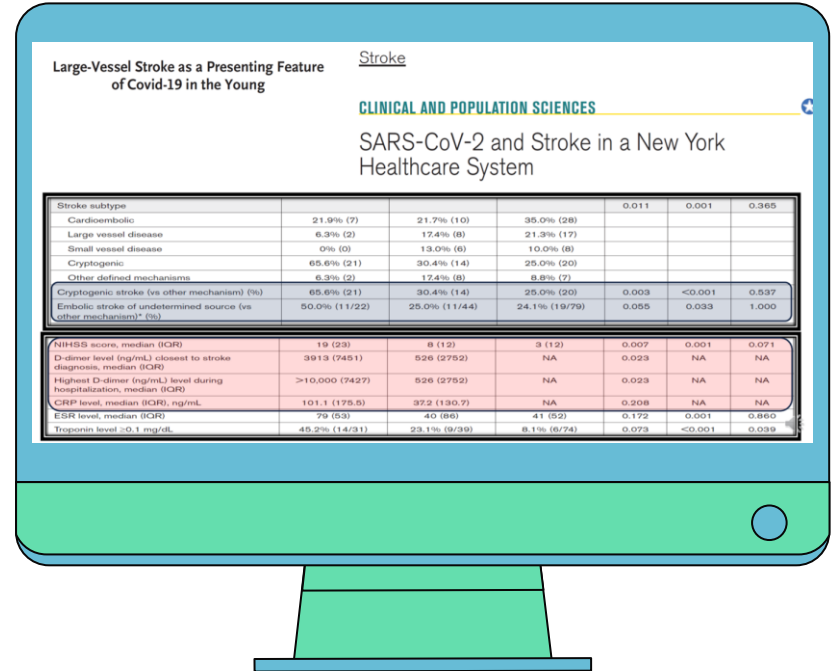 Large-Vessel Stroke as a Presenting Feature
of Covid-19 in the Young
Stroke
CLINICAL AND POPULATION SCIENCES
SARS-CoV-2 and Stroke in a New York
Healthcare System
Stroke subtype 0.011 0.001 0.365
Cardioembolic 21.9% (7) 21.7% (10) 35.0% (28)
Large vessel disease 6.3% (2) 17.4% (8) 21.3% (17)
Small vessel disease 0% (0) 13.0% (6) 10.0% (8)
Cryptogenic 65.6% (21) 30.4% (14) 25.0% (20)
Other defined mechanisms 6.3% (2) 17.4% (8) 8.8% (7)
Cryptogenic stroke (vs other mechanism) (%) 65.6% (21) 30.4% (14) 25.0% (20) 0.003 <0.001 0.537
Embolic stroke of undetermined source (vs 50.0% (11/22) 25.0% (11/44) 24.1% (19/79) 0.055 0.033 1.000
other mechanism)* (%)
NIHSS score, median (IQR) 19 (23) 8 (12) 3 (12) 0.007 0.001 0.071
D-dimer level (ng/mL) closest to stroke 3913 (7451) 526 (2752) NA 0.023 NA NA
diagnosis, median (IQR)
Highest D-dimer (ng/mL) level during >10,000 (7427) 526 (2752) NA 0.023 NA NA
hospitalization, median (IQR)
CRP level, median (IQR), ng/mL 101.1 (175.5) 37.2 (130.7) NA 0.208 NA NA
ESR level, median (IQR) 79 (53) 40 (86) 41 (52) 0.172 0.001 0.860
Troponin level ≥0.1 mg/dL 45.2% (14/31) 23.1% (9/39) 8.1% (6/74) 0.073 <0.001 0.039